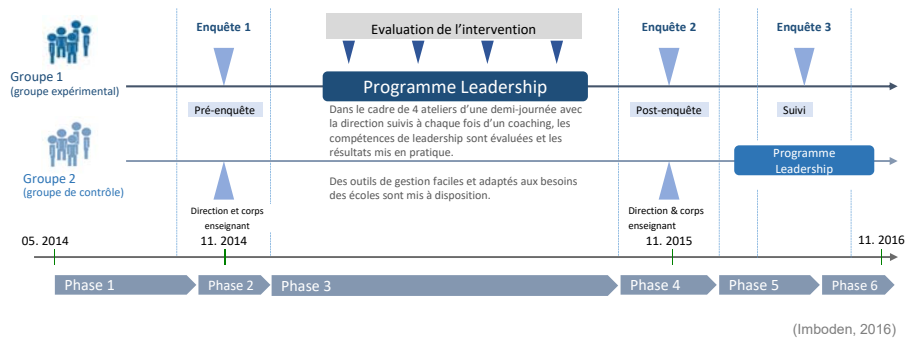 Enquête 1
Evaluation de l'intervention
Enquête 2
Enquête 3
Groupe 1
(groupe expérimental)
Programme Leadership
Pré-enquête
Dans le cadre de 4 ateliers d'une demi-journée avec
la direction suivis à chaque fois d'un coaching, les
compétences de leadership sont évaluées et les
résultats mis en pratique.
Post-enquête
Suivi
Groupe 2
(groupe de contrôle)
Programme
Leadership
Des outils de gestion faciles et adaptés aux besoins
des écoles sont mis à disposition.
Direction et corps
enseignant
Direction & corps
enseignant
05. 2014
11. 2014
11. 2015
11. 2016
Phase 1
Phase 2
Phase 3
Phase 4
Phase 5
Phase 6
(Imboden, 2016)